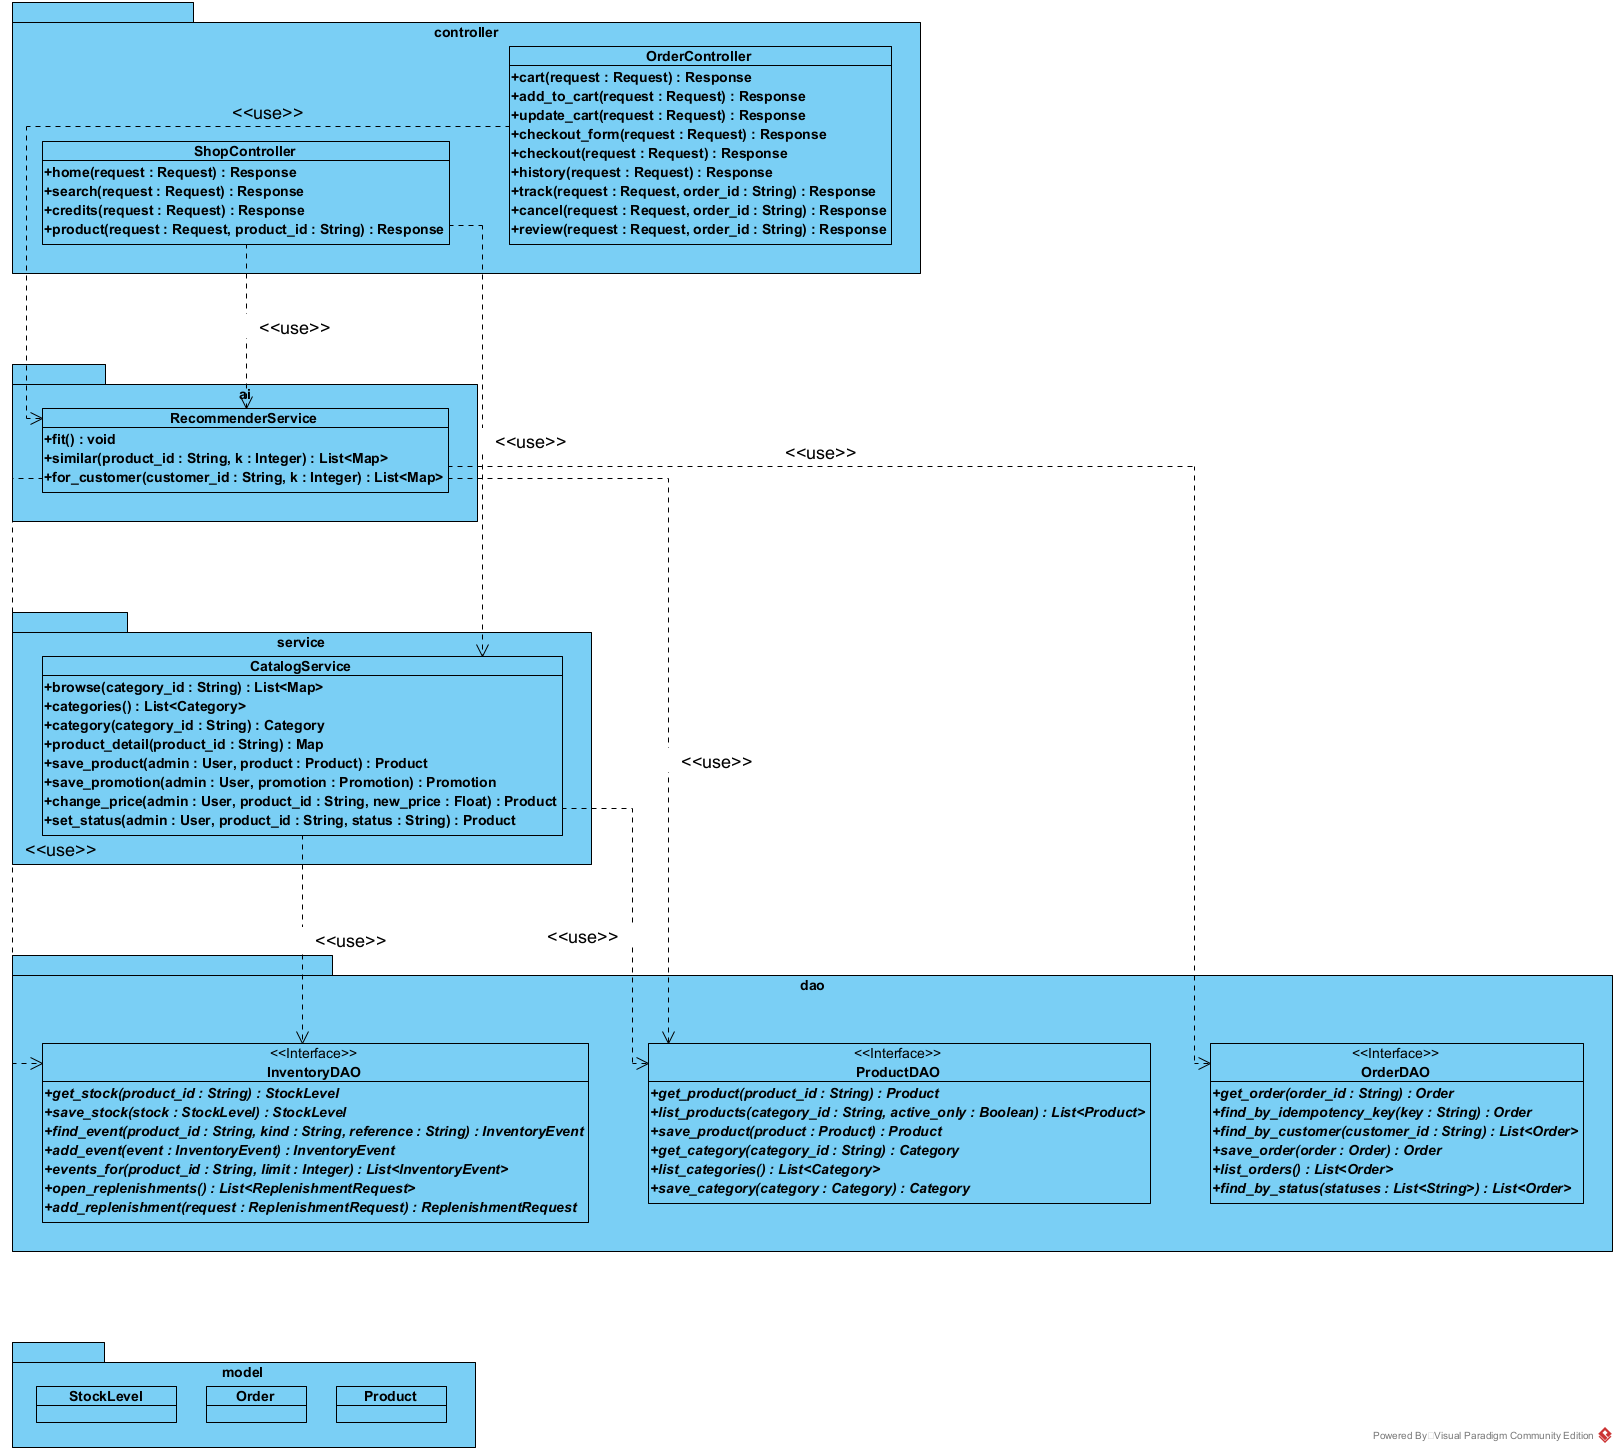 controller
OrderController
+cart(request : Request) : Response
+add_to_cart(request : Request) : Response
+update_cart(request : Request) : Response
+checkout_form(request : Request) : Response
+checkout(request : Request) : Response
+history(request : Request) : Response
+track(request : Request, order_id : String) : Response
+cancel(request : Request, order_id : String) : Response
+review(request : Request, order_id : String) : Response
<<use>>
ShopController
+home(request : Request) : Response
+search(request : Request) : Response
+credits(request : Request) : Response
+product(request : Request, product_id : String) : Response
<<use>>
ai
RecommenderService
+fit() : void
+similar(product_id : String, k : Integer) : List<Map>
+for_customer(customer_id : String, k : Integer) : List<Map>
<<use>>
<<use>>
service
CatalogService
+browse(category_id : String) : List<Map>
+categories() : List<Category>
+category(category_id : String) : Category
+product_detail(product_id : String) : Map
+save_product(admin : User, product : Product) : Product
+save_promotion(admin : User, promotion : Promotion) : Promotion
+change_price(admin : User, product_id : String, new_price : Float) : Product
+set_status(admin : User, product_id : String, status : String) : Product
<<use>>
<<use>>
<<use>>
<<use>>
dao
<<Interface>>
InventoryDAO
+get_stock(product_id : String) : StockLevel
+save_stock(stock : StockLevel) : StockLevel
+find_event(product_id : String, kind : String, reference : String) : InventoryEvent
+add_event(event : InventoryEvent) : InventoryEvent
+events_for(product_id : String, limit : Integer) : List<InventoryEvent>
+open_replenishments() : List<ReplenishmentRequest>
+add_replenishment(request : ReplenishmentRequest) : ReplenishmentRequest
<<Interface>>
ProductDAO
+get_product(product_id : String) : Product
+list_products(category_id : String, active_only : Boolean) : List<Product>
+save_product(product : Product) : Product
+get_category(category_id : String) : Category
+list_categories() : List<Category>
+save_category(category : Category) : Category
<<Interface>>
OrderDAO
+get_order(order_id : String) : Order
+find_by_idempotency_key(key : String) : Order
+find_by_customer(customer_id : String) : List<Order>
+save_order(order : Order) : Order
+list_orders() : List<Order>
+find_by_status(statuses : List<String>) : List<Order>
model
StockLevel
Order
Product
Powered By Visual Paradigm Community Edition